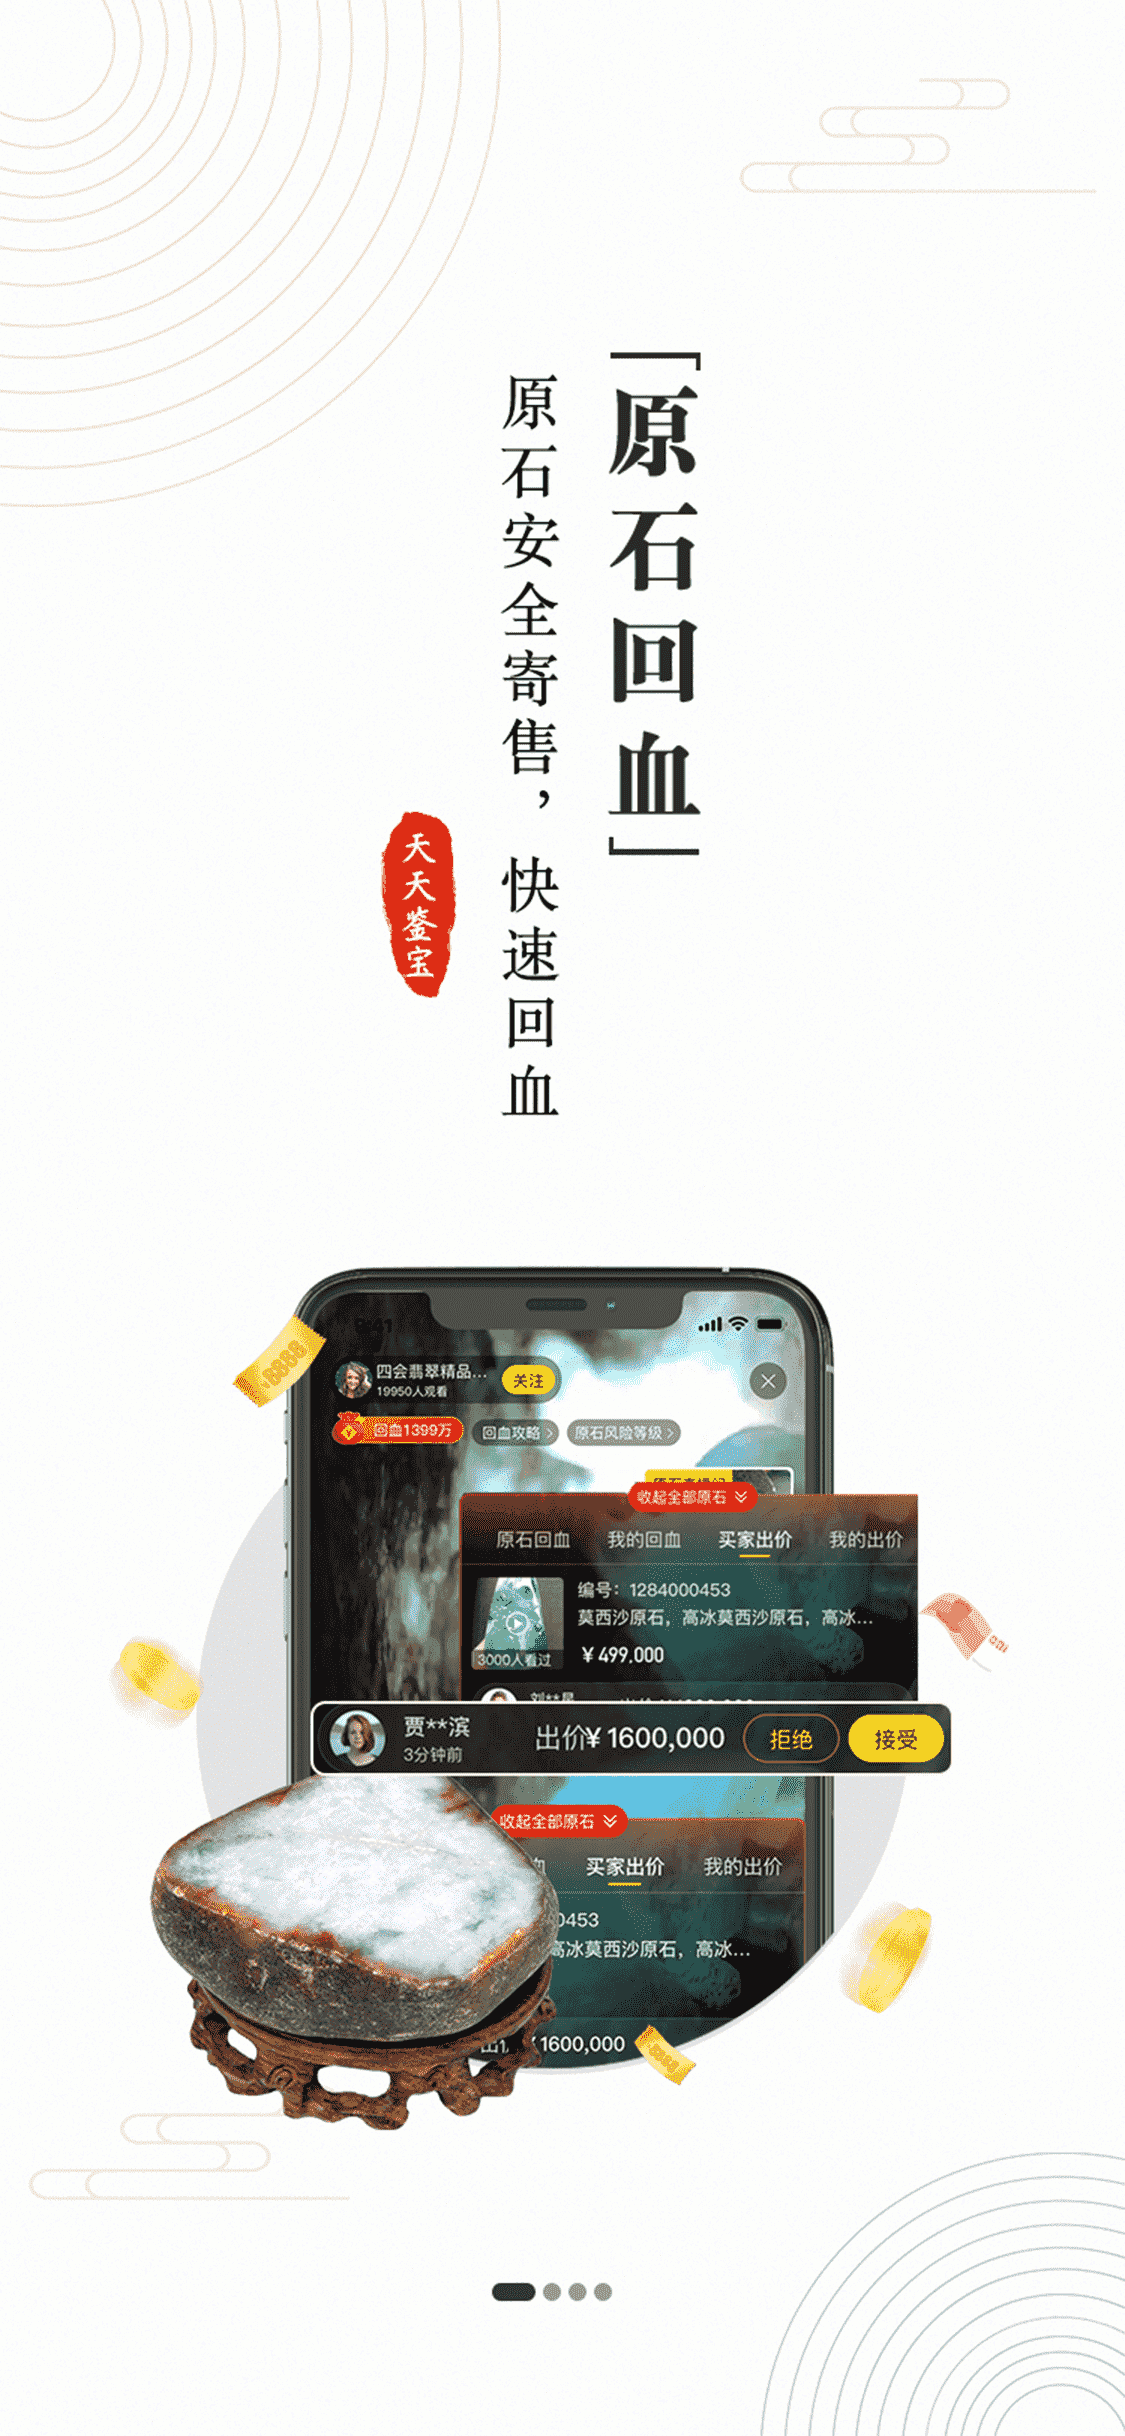 「原石回血」
原石安全寄售，快速回血
天天鉴宝
9:41
四会翡翠精品...
19950人观看
关注
回血1399万
回血攻略
原石风险等级
收起全部原石
原石回血 我的回血 买家出价 我的出价
编号：1284000453
莫西沙原石，高冰莫西沙原石，高冰...
¥ 499,000
3000人看过
贾**滨
3分钟前
出价¥ 1600,000
拒绝
接受
收起全部原石
血 买家出价 我的出价
0453
高冰莫西沙原石，高冰...
¥ 1600,000